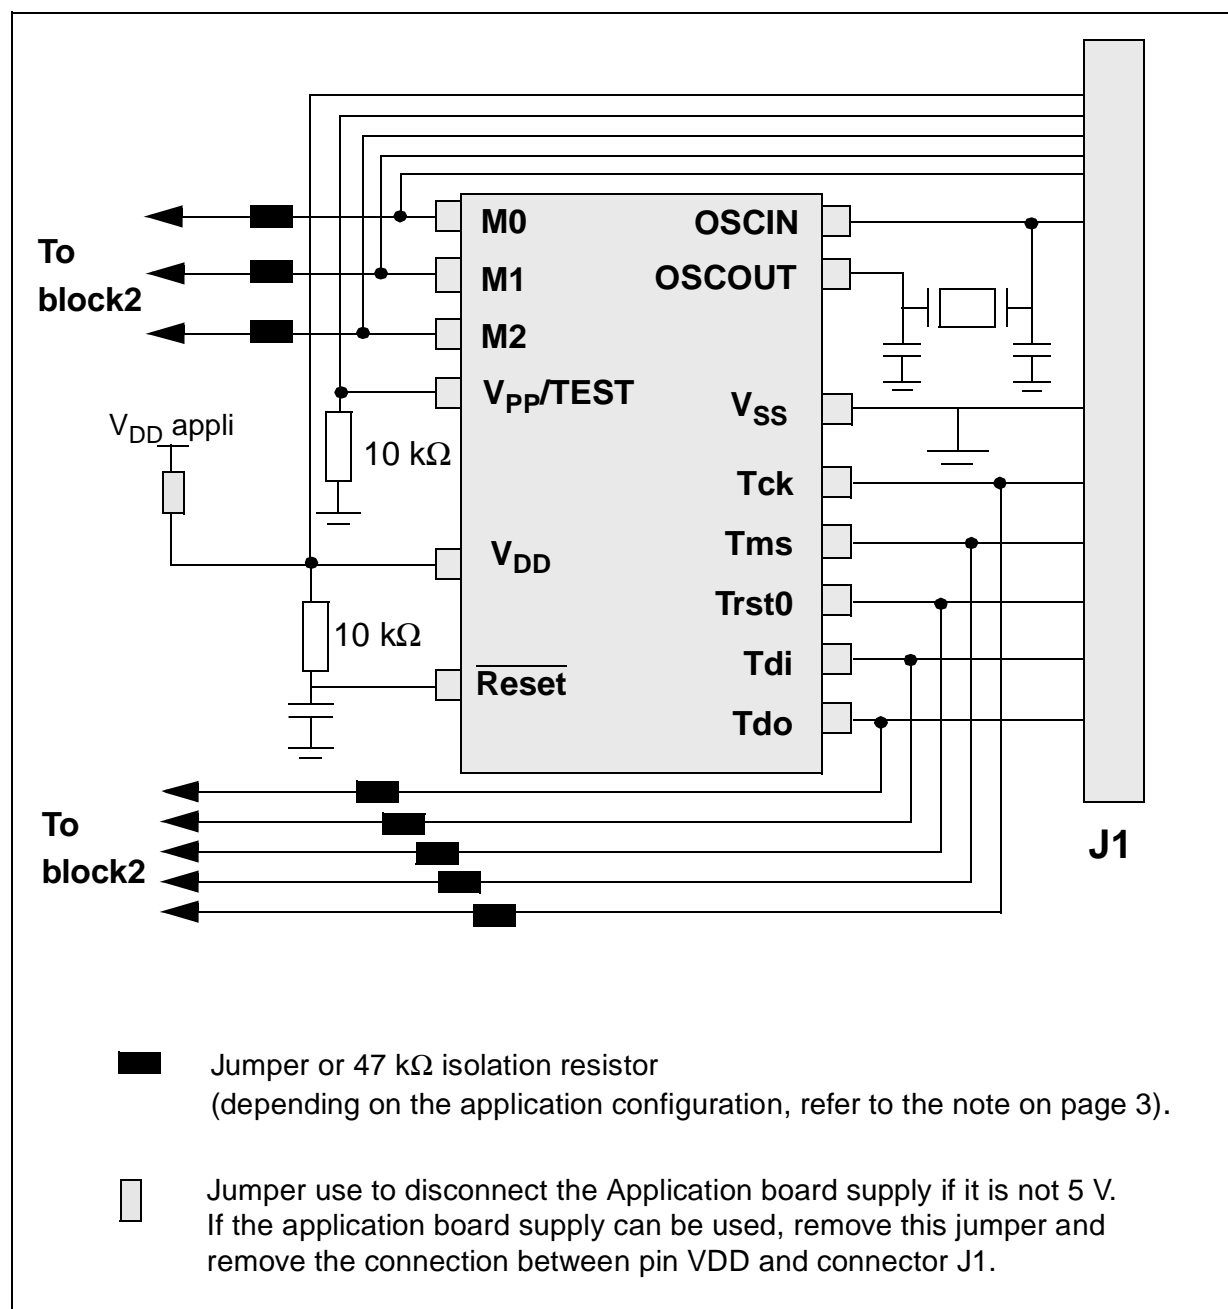 M0
OSCIN
To
block2
M1
OSCOUT
M2
VPP/TEST
VSS
VDD appli
10 kΩ
Tck
Tms
VDD
Trst0
10 kΩ
Tdi
Reset
Tdo
To
block2
J1
Jumper or 47 kΩ isolation resistor
(depending on the application configuration, refer to the note on page 3).
Jumper use to disconnect the Application board supply if it is not 5 V.
If the application board supply can be used, remove this jumper and
remove the connection between pin VDD and connector J1.